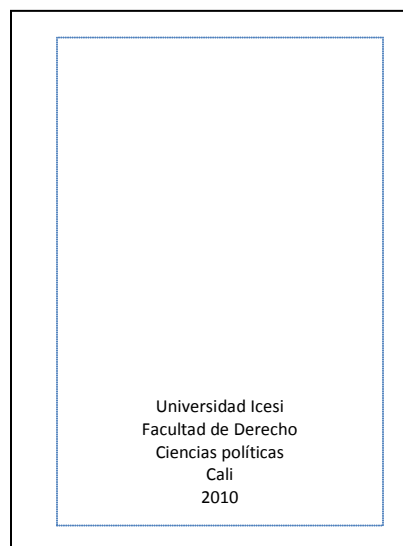 Universidad Icesi
Facultad de Derecho
Ciencias políticas
Cali
2010